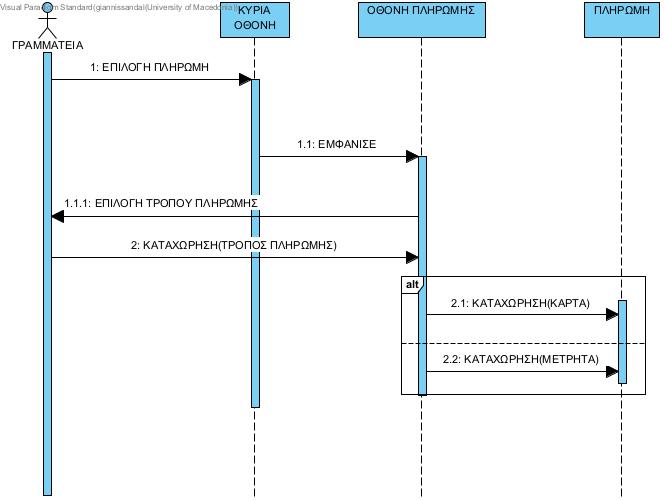 Visual Paradigm Standard(giannissandal(University of Macedonia))
ΚΥΡΙΑ
ΟΘΟΝΗ
ΟΘΟΝΗ ΠΛΗΡΩΜΗΣ
ΠΛΗΡΩΜΗ
ΓΡΑΜΜΑΤΕΙΑ
1: ΕΠΙΛΟΓΗ ΠΛΗΡΩΜΗ
1.1: ΕΜΦΑΝΙΣΕ
1.1.1: ΕΠΙΛΟΓΗ ΤΡΟΠΟΥ ΠΛΗΡΩΜΗΣ
2: ΚΑΤΑΧΩΡΗΣΗ(ΤΡΟΠΟΣ ΠΛΗΡΩΜΗΣ)
alt
2.1: ΚΑΤΑΧΩΡΗΣΗ(ΚΑΡΤΑ)
2.2: ΚΑΤΑΧΩΡΗΣΗ(ΜΕΤΡΗΤΑ)